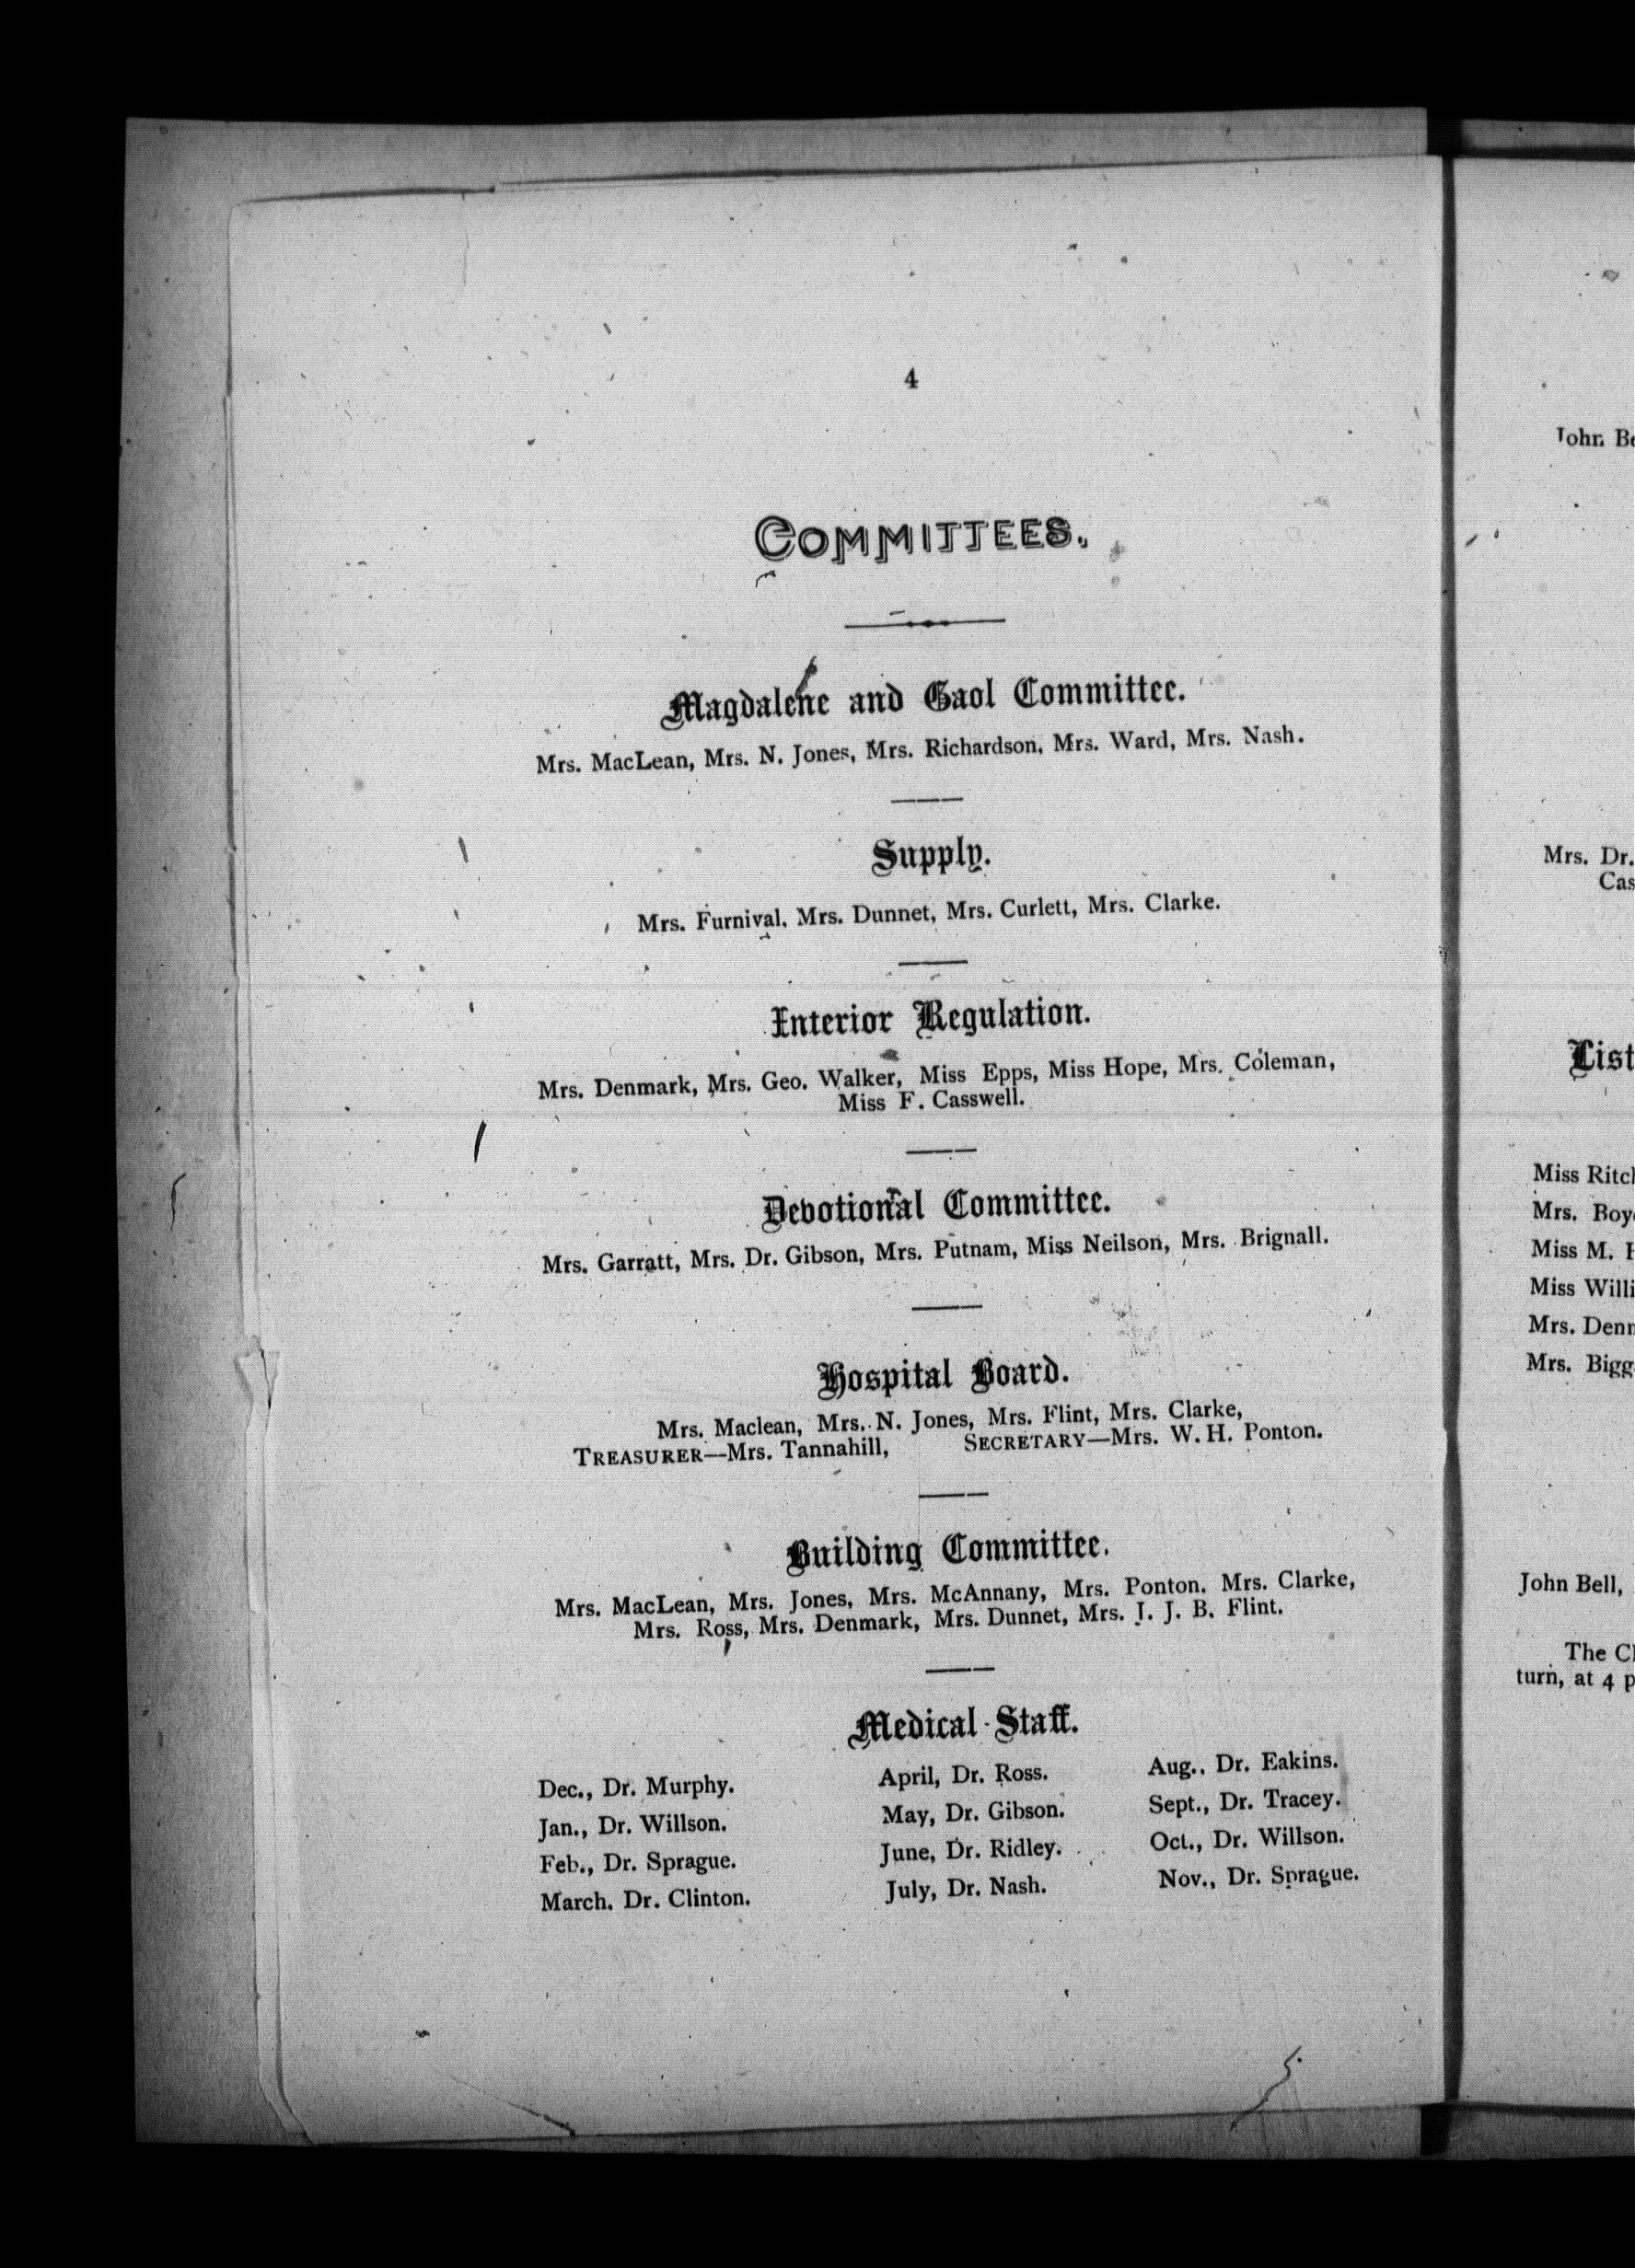 4
COMMITTEES.
Magdalene and Gaol Committee.
Mrs. MacLean, Mrs. N. Jones, Mrs. Richardson, Mrs. Ward, Mrs. Nash.
Supply.
Mrs. Furnival, Mrs. Dunnet, Mrs. Curlett, Mrs. Clarke.
Interior Regulation.
Mrs. Denmark, Mrs. Geo. Walker, Miss Epps, Miss Hope, Mrs. Coleman,
Miss F. Casswell.
Devotional Committee.
Mrs. Garratt, Mrs. Dr. Gibson, Mrs. Putnam, Miss Neilson, Mrs. Brignall.
Hospital Board.
Mrs. Maclean, Mrs. N. Jones, Mrs. Flint, Mrs. Clarke,
TREASURER—Mrs. Tannahill, SECRETARY—Mrs. W. H. Ponton.
Building Committee.
Mrs. MacLean, Mrs. Jones, Mrs. McAnnany, Mrs. Ponton. Mrs. Clarke,
Mrs. Ross, Mrs. Denmark, Mrs. Dunnet, Mrs. J. J. B. Flint.
Medical Staff.
Dec., Dr. Murphy. April, Dr. Ross. Aug., Dr. Eakins.
Jan., Dr. Willson. May, Dr. Gibson. Sept., Dr. Tracey.
Feb., Dr. Sprague. June, Dr. Ridley. Oct., Dr. Willson.
March. Dr. Clinton. July, Dr. Nash. Nov., Dr. Sprague.
John
Mrs. Dr.
List
Miss
Mrs.
Miss M.
Miss
Mrs.
Mrs.
John Bell,
The
turn, at 4